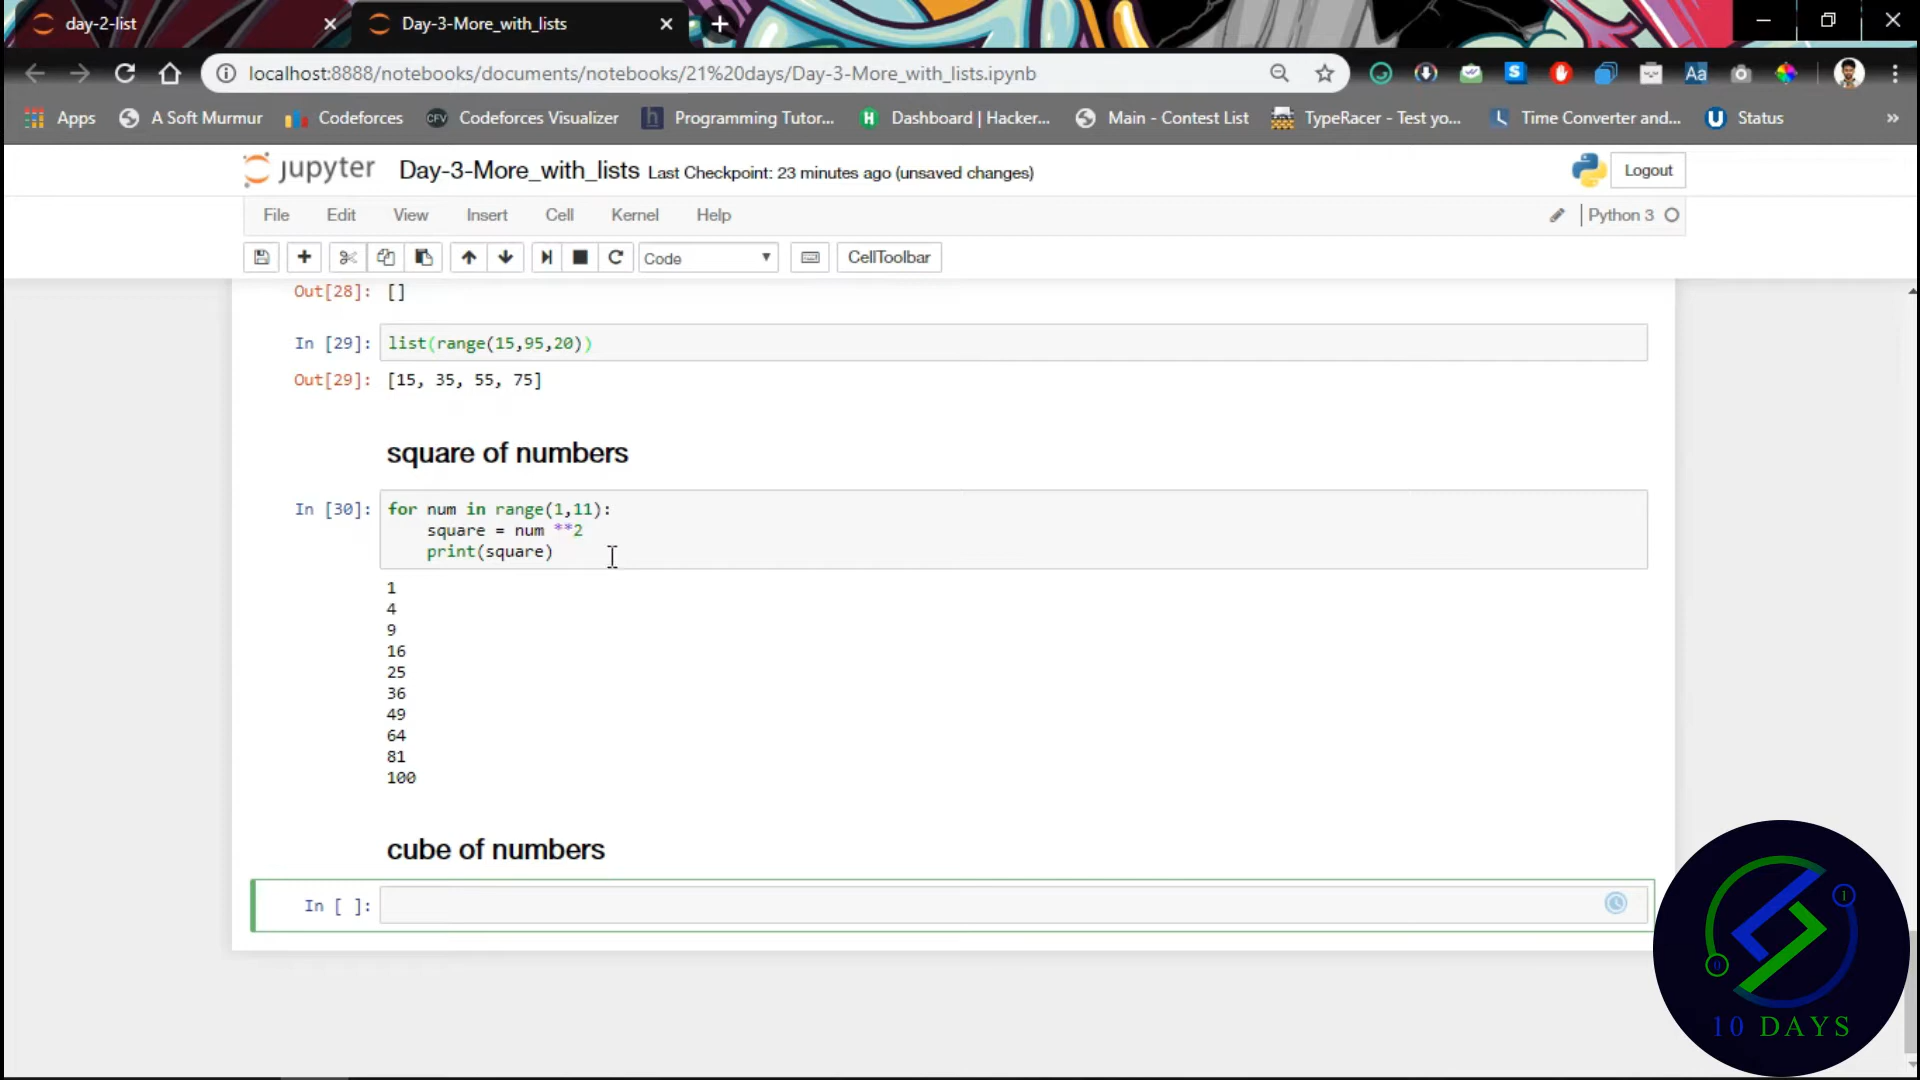 day-2-list
Day-3-More_with_lists
localhost:8888/notebooks/documents/notebooks/21%20days/Day-3-More_with_lists.ipynb
Apps
A Soft Murmur
Codeforces
CFV
Codeforces Visualizer
h
Programming Tutor...
H
Dashboard | Hacker...
Main - Contest List
TypeRacer - Test yo...
Time Converter and...
U
Status
»
S
Aa
jupyter
Day-3-More_with_lists Last Checkpoint: 23 minutes ago (unsaved changes)
Logout
File Edit View Insert Cell Kernel Help
Python 3
Code
CellToolbar
Out[28]: []
In [29]: list(range(15,95,20))
Out[29]: [15, 35, 55, 75]
square of numbers
In [30]: for num in range(1,11):
square = num **2
print(square)
1
4
9
16
25
36
49
64
81
100
cube of numbers
In [ ]:
1
0
10 DAYS